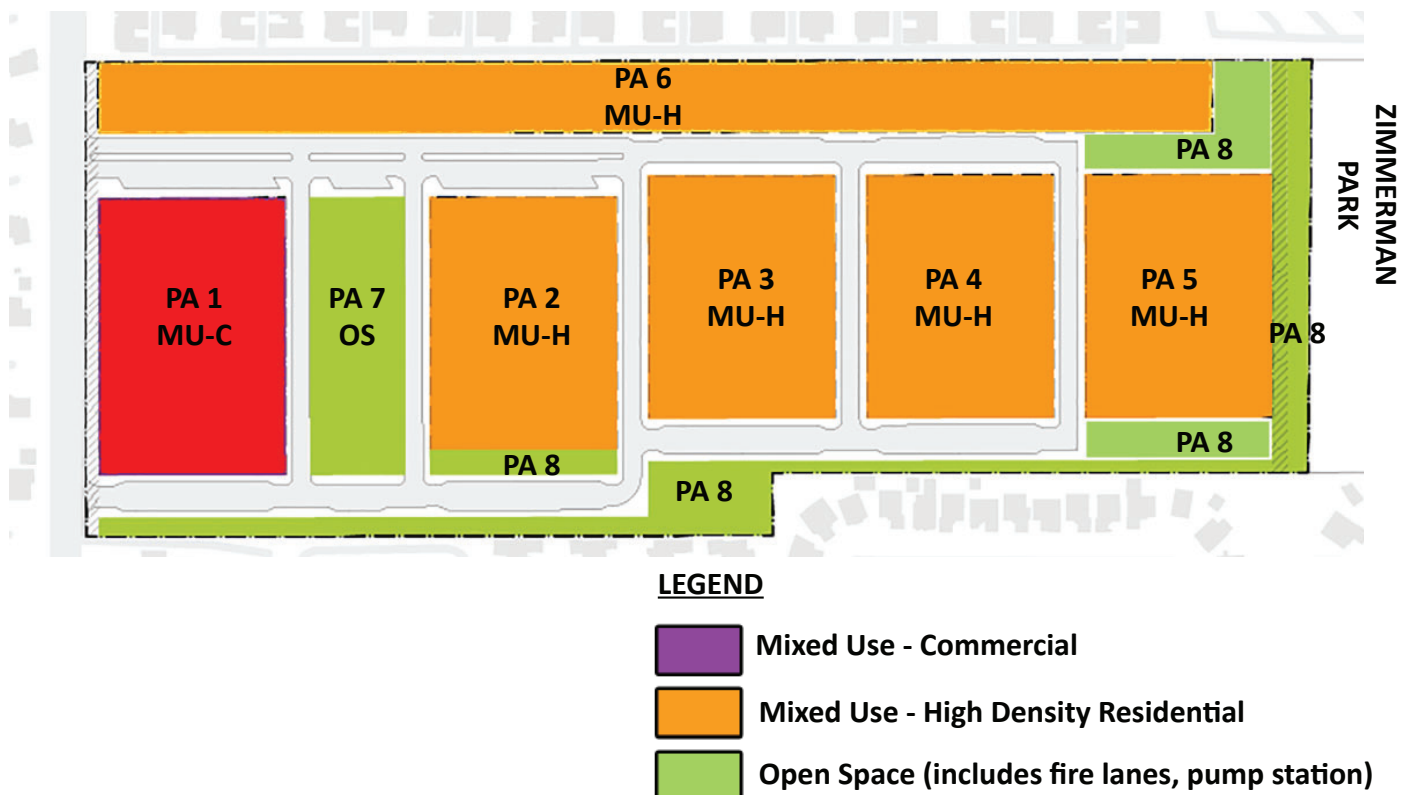 PA 6
MU-H
PA 8
ZIMMERMAN
PARK
PA 1
MU-C
PA 7
OS
PA 2
MU-H
PA 3
MU-H
PA 4
MU-H
PA 5
MU-H
PA 8
PA 8
PA 8
PA 8
LEGEND
Mixed Use - Commercial
Mixed Use - High Density Residential
Open Space (includes fire lanes, pump station)